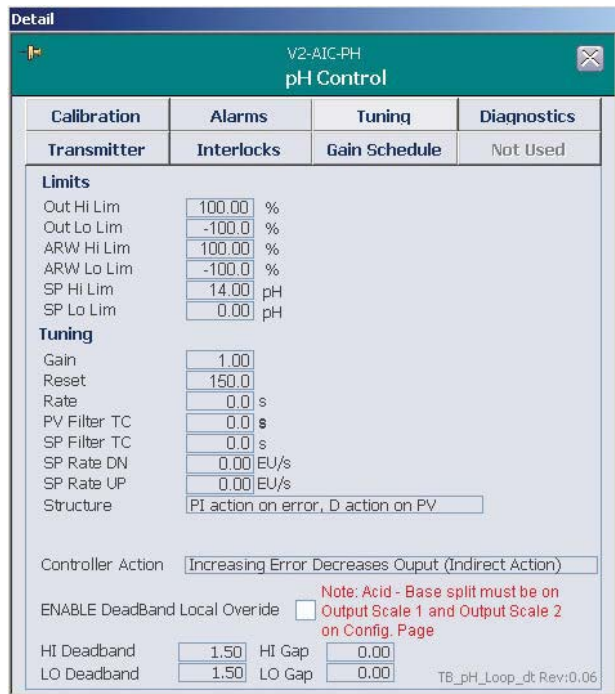 Detail
V2-AIC-PH
pH Control
Calibration Alarms Tuning Diagnostics
Transmitter Interlocks Gain Schedule Not Used
Limits
Out Hi Lim 100.00 %
Out Lo Lim -100.0 %
ARW Hi Lim 100.00 %
ARW Lo Lim -100.0 %
SP Hi Lim 14.00 pH
SP Lo Lim 0.00 pH
Tuning
Gain 1.00
Reset 150.0
Rate 0.0 s
PV Filter TC 0.0 s
SP Filter TC 0.0 s
SP Rate DN 0.00 EU/s
SP Rate UP 0.00 EU/s
Structure PI action on error, D action on PV
Controller Action Increasing Error Decreases Ouput (Indirect Action)
ENABLE DeadBand Local Overide
Note: Acid - Base split must be on
Output Scale 1 and Output Scale 2
on Config. Page
HI Deadband 1.50 HI Gap 0.00
LO Deadband 1.50 LO Gap 0.00
TB_pH_Loop_dt Rev:0.06